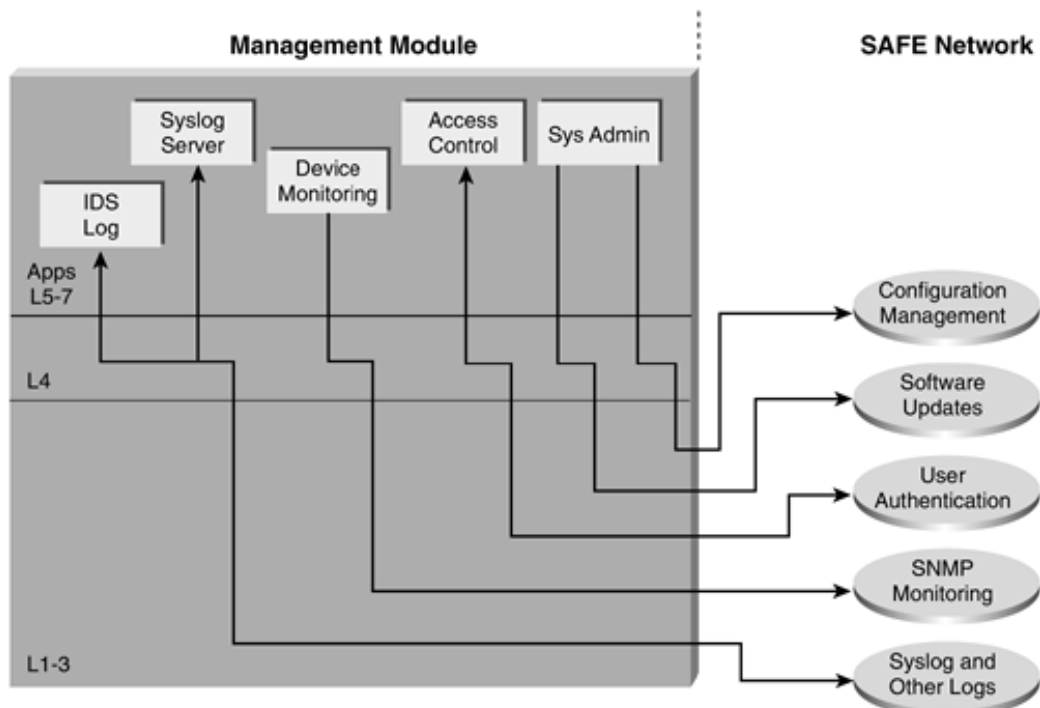 Management Module
SAFE Network
Syslog
Server
Access
Control
Sys Admin
Device
Monitoring
IDS
Log
Apps
L5-7
L4
L1-3
Configuration
Management
Software
Updates
User
Authentication
SNMP
Monitoring
Syslog and
Other Logs